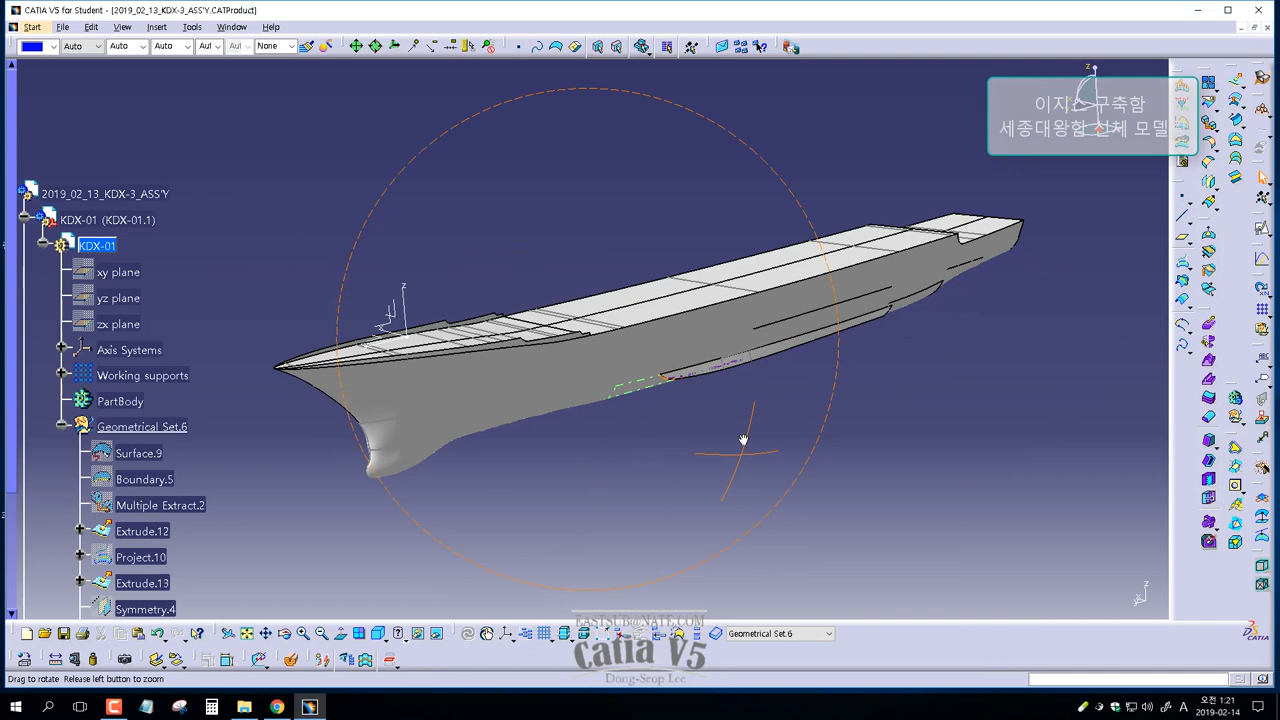 CATIA V5 for Student - [2019_02_13_KDX-3_ASS'Y.CATProduct]
Start File Edit View Insert Tools Window Help
Auto Auto Auto Aul Aul None
z
이지스 구축함
세종대왕함 선체 모델
2019_02_13_KDX-3_ASS'Y
KDX-01 (KDX-01.1)
KDX-01
xy plane
yz plane
zx plane
Axis Systems
Working supports
PartBody
Geometrical Set.6
Surface.9
Boundary.5
Multiple Extract.2
Extrude.12
Project.10
Extrude.13
Symmetry.4
z
z
EASTSUB@NATE.COM
Geometrical Set.6
Catia V5
Dong-Seop Lee
Drag to rotate Release left button to zoom
오전 1:21
2019-02-14
A